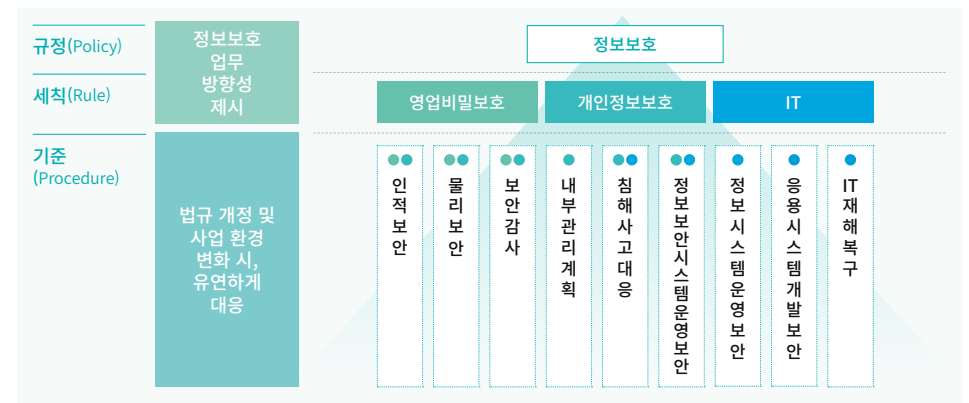 규정(Policy)
정보보호
업무
방향성
제시
정보보호
세칙(Rule)
영업비밀보호
개인정보보호
IT
기준
(Procedure)
법규 개정 및
사업 환경
변화 시,
유연하게
대응
인적보안
물리보안
보안감사
내부관리계획
침해사고대응
정보보안시스템운영보안
정보시스템운영보안
응용시스템개발보안
IT재해복구